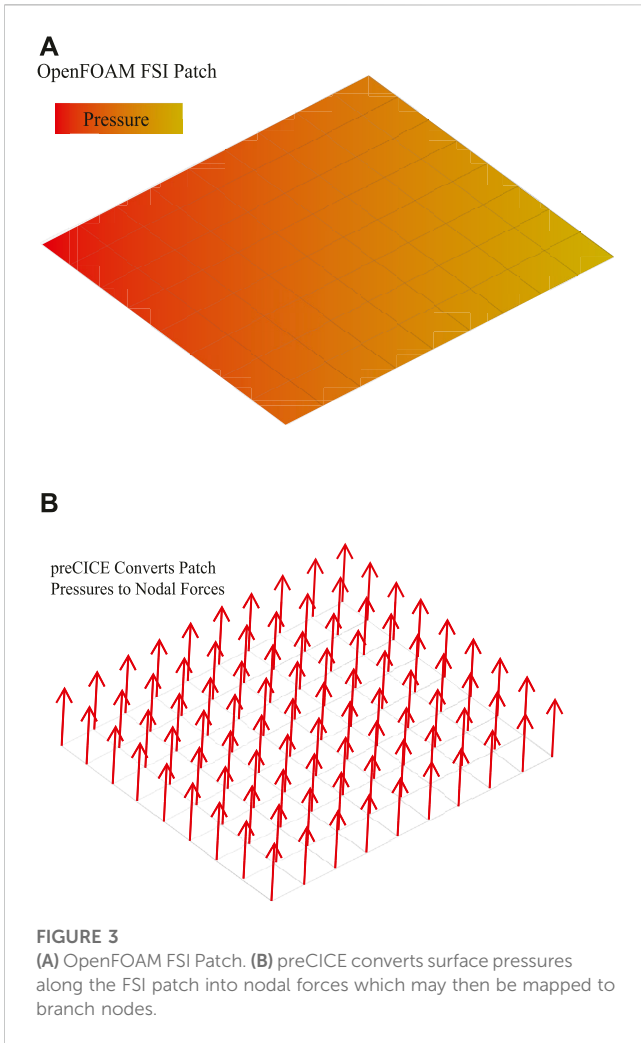 A
OpenFOAM FSI Patch
Pressure
B
preCICE Converts Patch
Pressures to Nodal Forces
FIGURE 3
(A) OpenFOAM FSI Patch. (B) preCICE converts surface pressures
along the FSI patch into nodal forces which may then be mapped to
branch nodes.